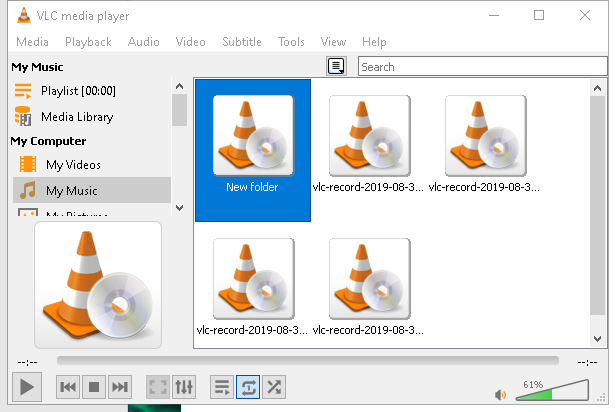 VLC media player
Media Playback Audio Video Subtitle Tools View Help
My Music
Search
Playlist [00:00]
Media Library
My Computer
My Videos
My Music
My Pictures
New folder
vlc-record-2019-08-3...
vlc-record-2019-08-3...
vlc-record-2019-08-3...
vlc-record-2019-08-3...
--:--
--:--
61%